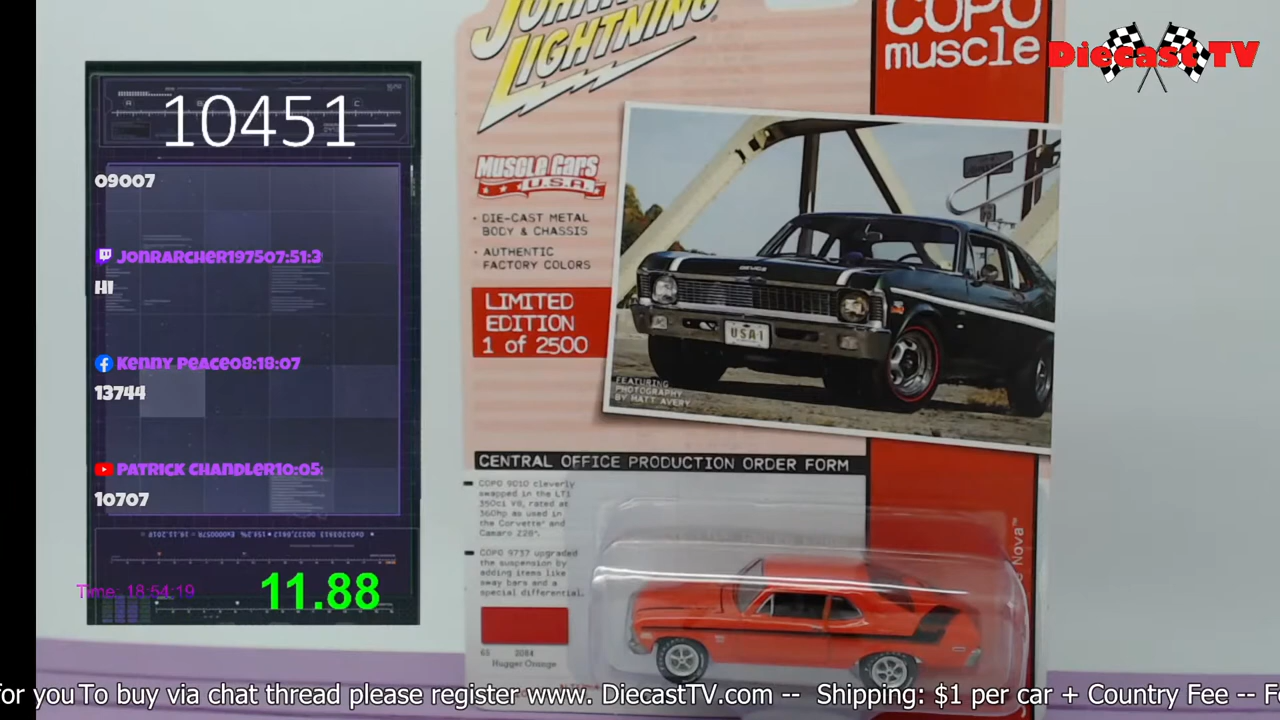 JOHNNY
LIGHTNING
COPO
muscle
Diecast TV
10451
09007
JONRARCHER197507:51:3
HI
KENNY PEACE08:18:07
13744
PATRICK CHANDLER10:05:
10707
Time: 18:54:19
11.88
MUSCLE CARS
U.S.A.
• DIE-CAST METAL
BODY & CHASSIS
• AUTHENTIC
FACTORY COLORS
LIMITED
EDITION
1 of 2500
USA1
FEATURING
PHOTOGRAPHY
BY MATT AVERY
CENTRAL OFFICE PRODUCTION ORDER FORM
COPO 9010 cleverly
swapped in the LT1
350ci V8, rated at
360hp as used in
the Corvette® and
Camaro Z28®.
COPO 9737 upgraded
the suspension by
adding items like
sway bars and a
special differential.
Hugger Orange
Nova™
for you To buy via chat thread please register www. DiecastTV.com -- Shipping: $1 per car + Country Fee -- F